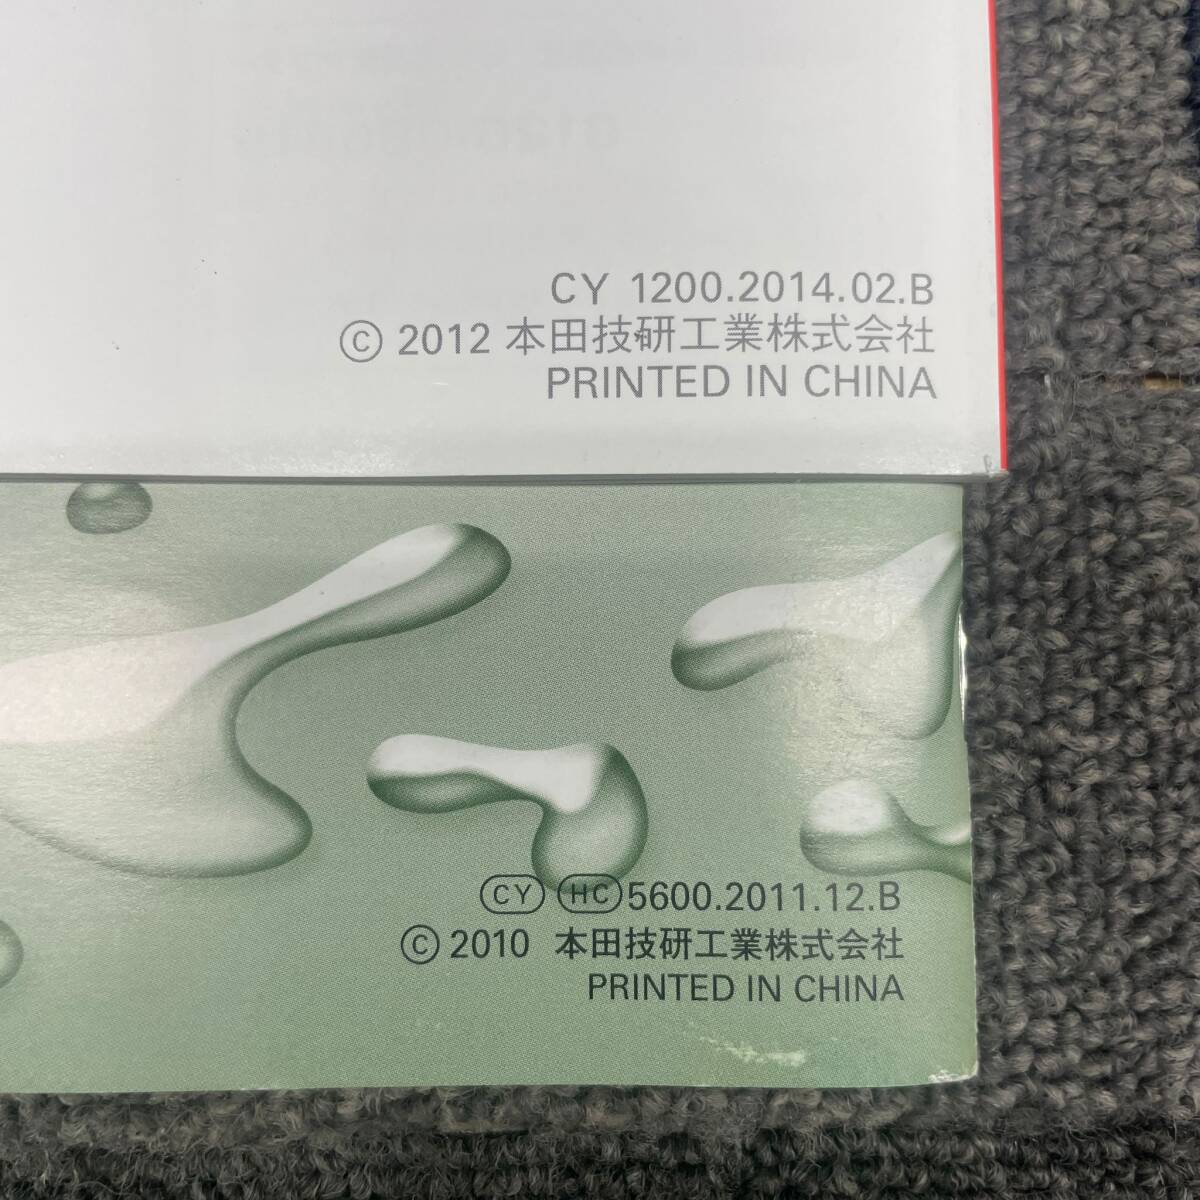 CY 1200.2014.02.B
© 2012 本田技研工業株式会社
PRINTED IN CHINA
CY HC 5600.2011.12.B
© 2010 本田技研工業株式会社
PRINTED IN CHINA